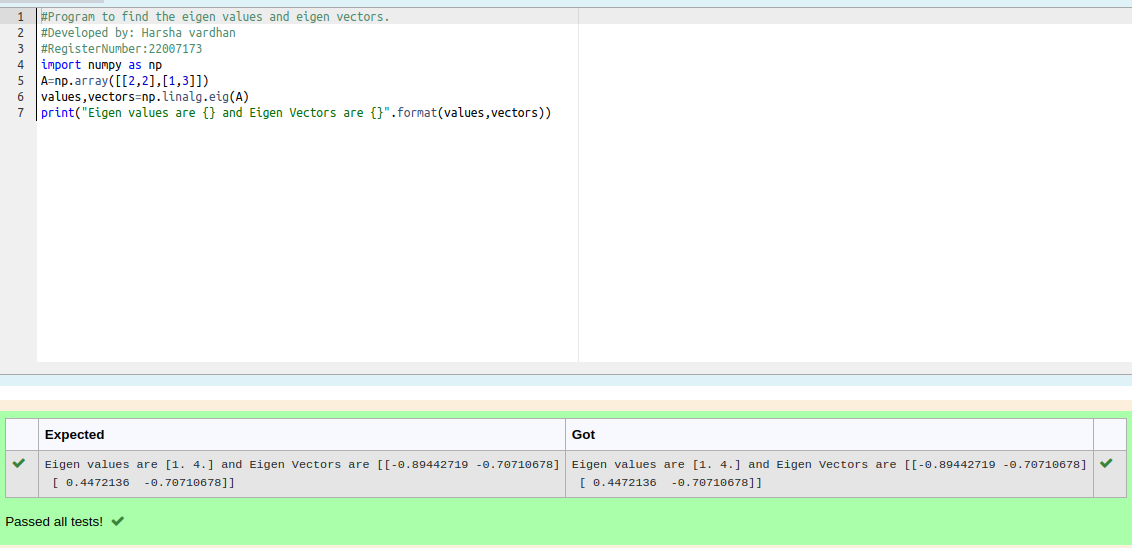 1 #Program to find the eigen values and eigen vectors.
2 #Developed by: Harsha vardhan
3 #RegisterNumber:22007173
4 import numpy as np
5 A=np.array([[2,2],[1,3]])
6 values,vectors=np.linalg.eig(A)
7 print("Eigen values are {} and Eigen Vectors are {}".format(values,vectors))
Expected Got
Eigen values are [1. 4.] and Eigen Vectors are [[-0.89442719 -0.70710678] Eigen values are [1. 4.] and Eigen Vectors are [[-0.89442719 -0.70710678]
[ 0.4472136  -0.70710678]] [ 0.4472136  -0.70710678]]
Passed all tests!